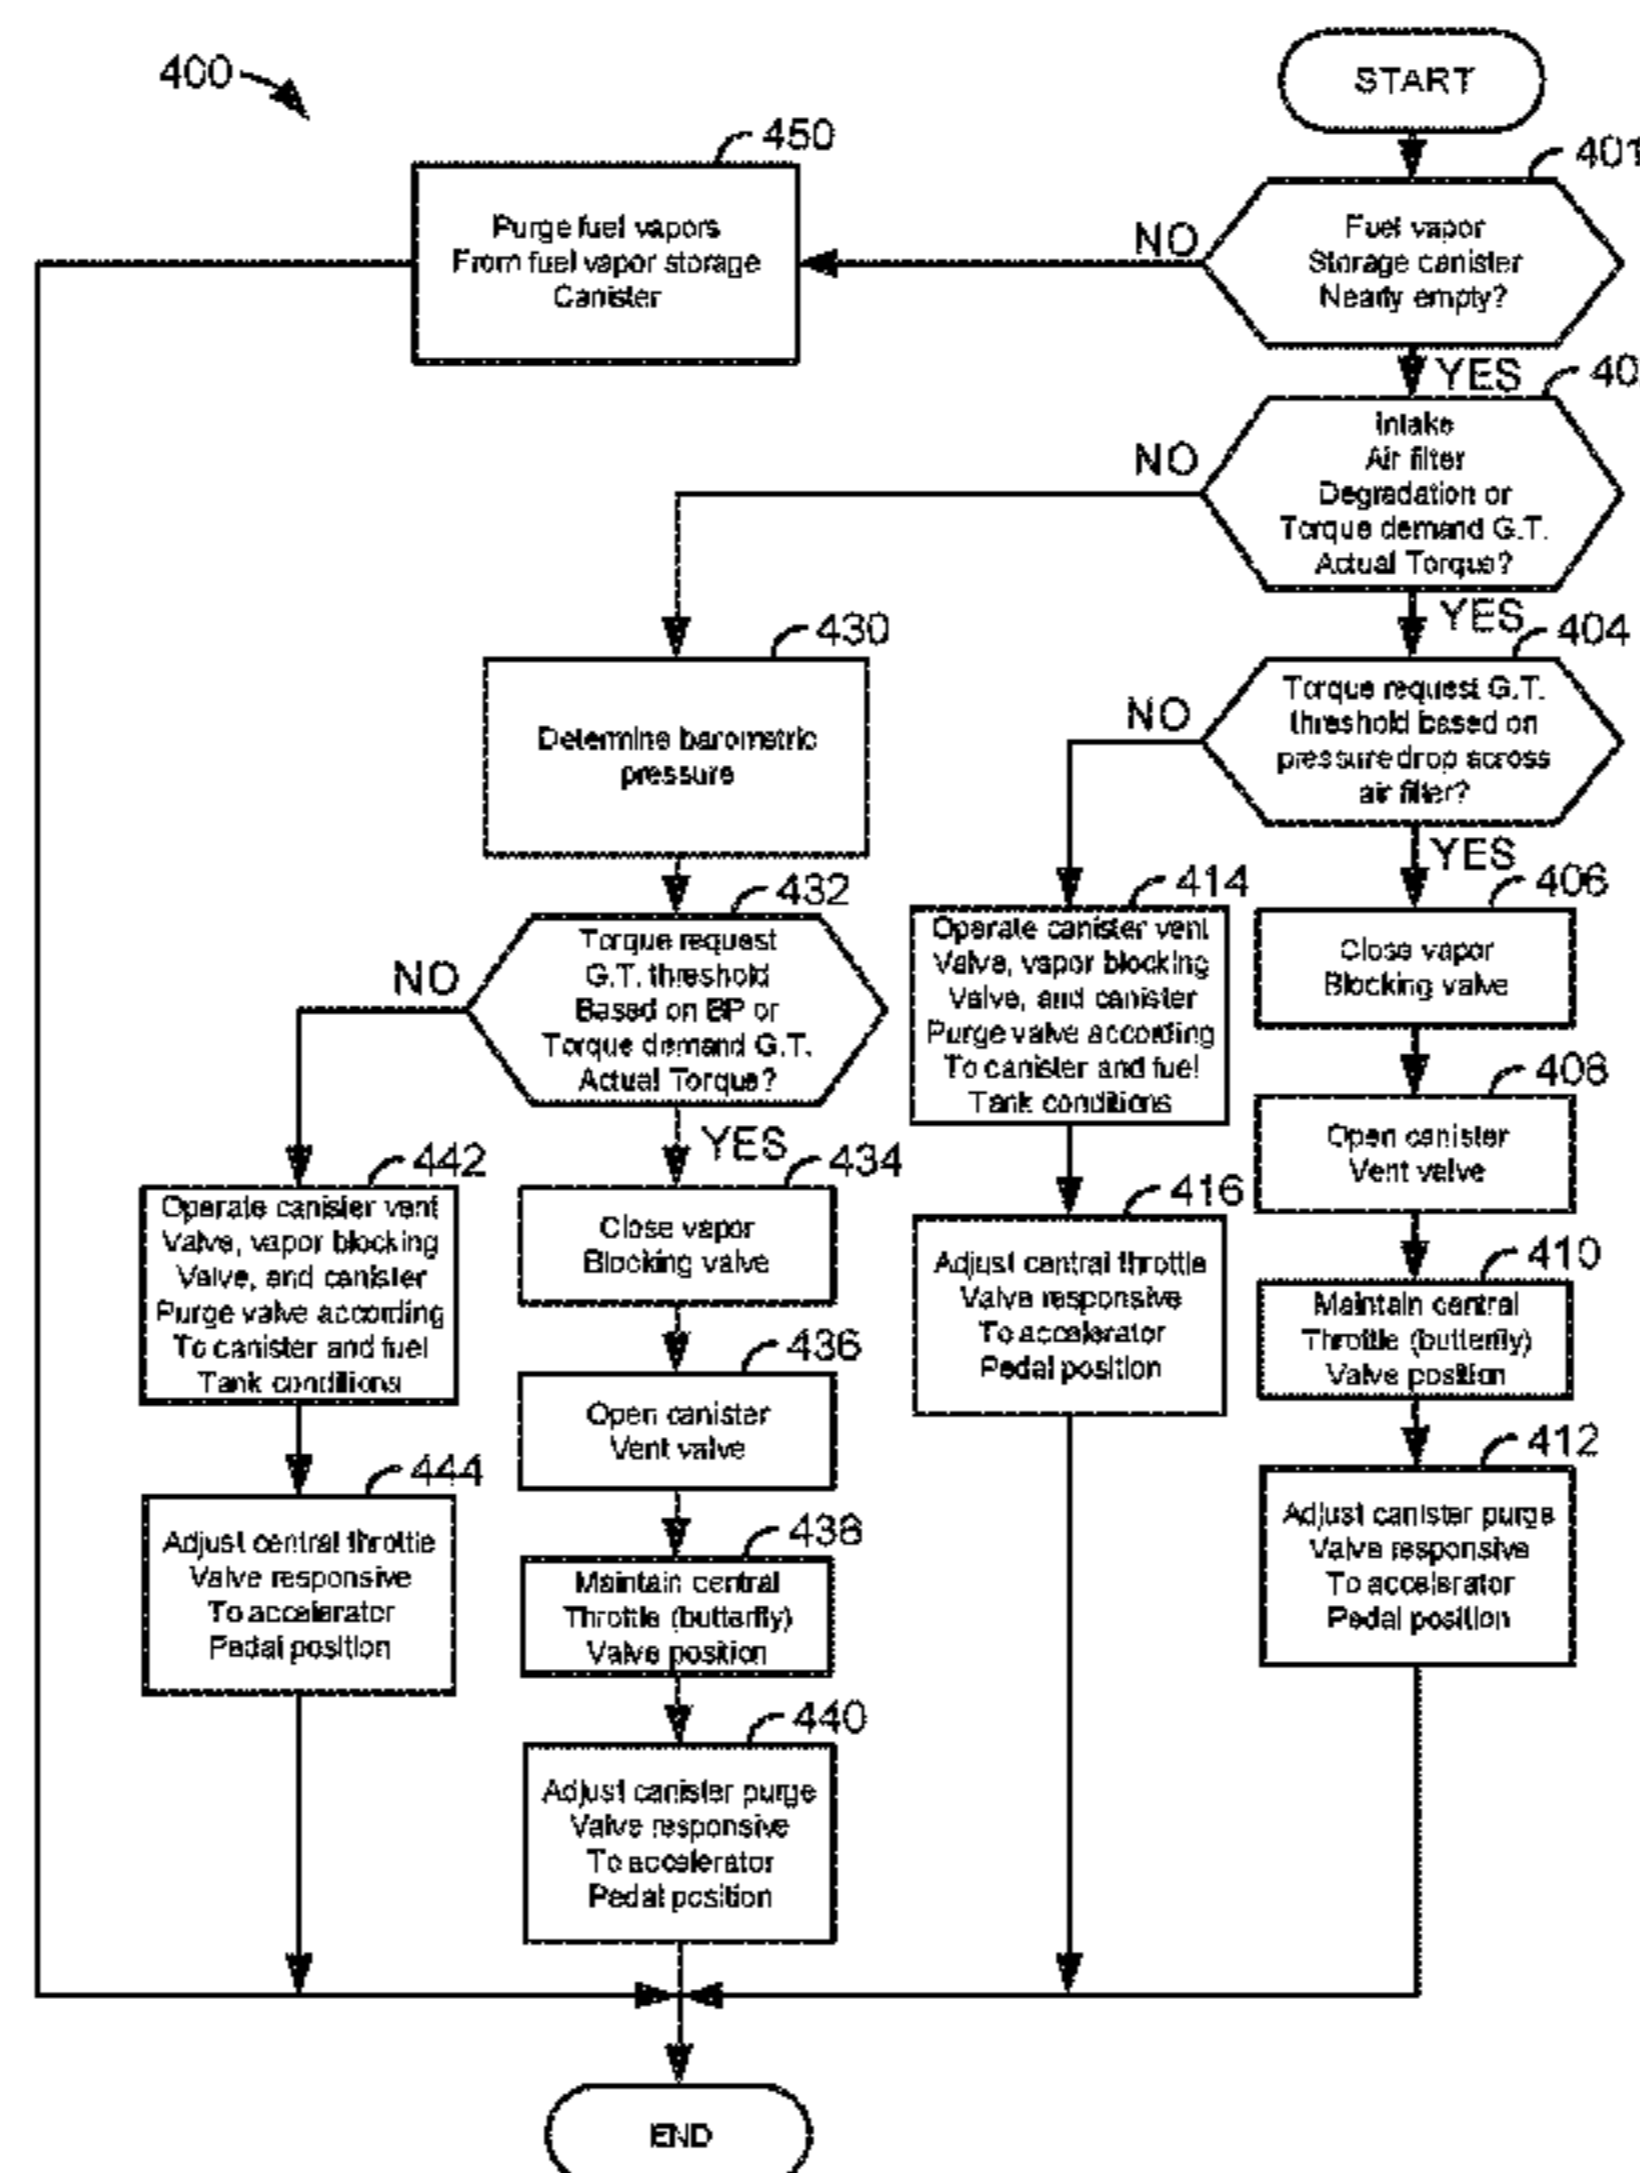 400
START
450
401
Purge fuel vapors
From fuel vapor storage
Canister
NO
Fuel vapor
Storage canister
Nearly empty?
YES
NO
Intake
Air filter
Degradation or
Torque demand G.T.
Actual Torque?
YES
430
404
Determine barometric
pressure
NO
Torque request G.T.
threshold based on
pressure drop across
air filter?
YES
432
414
406
NO
Torque request
G.T. threshold
Based on BP or
Torque demand G.T.
Actual Torque?
YES
Operate canister vent
Valve, vapor blocking
Valve, and canister
Purge valve according
To canister and fuel
Tank conditions
Close vapor
Blocking valve
408
Open canister
Vent valve
442
434
416
Operate canister vent
Valve, vapor blocking
Valve, and canister
Purge valve according
To canister and fuel
Tank conditions
Close vapor
Blocking valve
Adjust central throttle
Valve responsive
To accelerator
Pedal position
410
Maintain central
Throttle (butterfly)
Valve position
436
Open canister
Vent valve
412
Adjust canister purge
Valve responsive
To accelerator
Pedal position
444
Adjust central throttle
Valve responsive
To accelerator
Pedal position
438
Maintain central
Throttle (butterfly)
Valve position
440
Adjust canister purge
Valve responsive
To accelerator
Pedal position
END